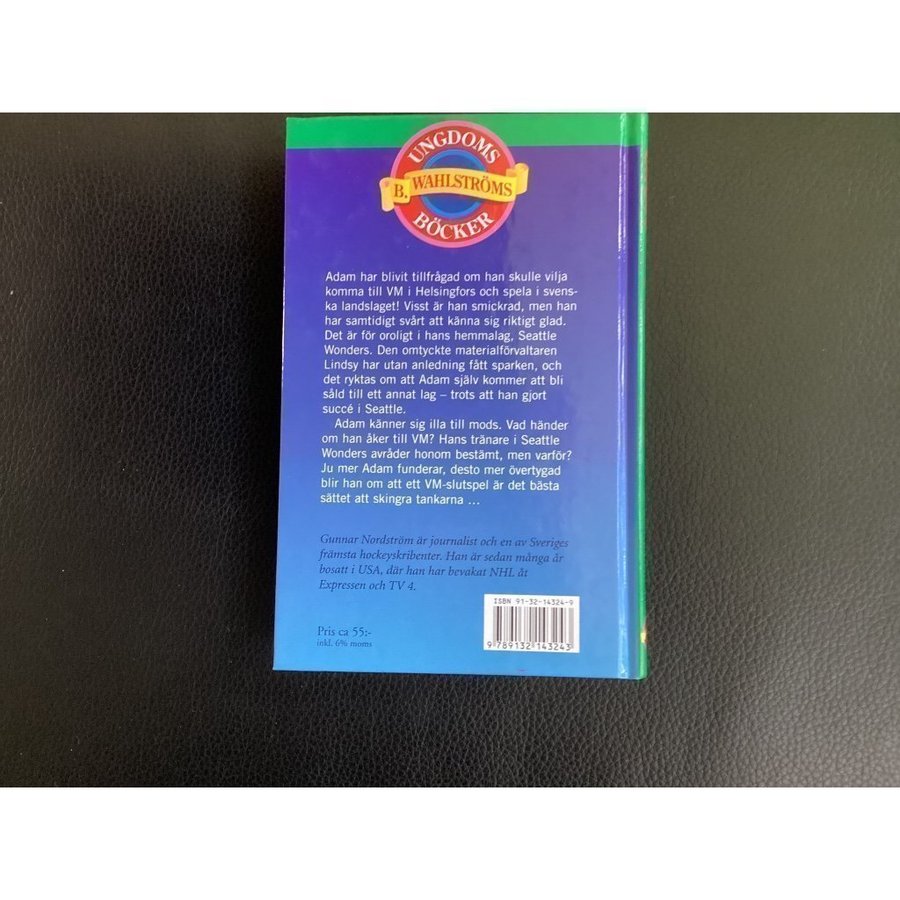 UNGDOMS
B. WAHLSTRÖMS
BÖCKER
Adam har blivit tillfrågad om han skulle vilja
komma till VM i Helsingfors och spela i svens-
ka landslaget! Visst är han smickrad, men han
har samtidigt svårt att känna sig riktigt glad.
Det är för oroligt i hans hemmalag, Seattle
Wonders. Den omtyckte materialförvaltaren
Lindsy har utan anledning fått sparken, och
det ryktas om att Adam själv kommer att bli
såld till ett annat lag – trots att han gjort
succé i Seattle.
Adam känner sig illa till mods. Vad händer
om han åker till VM? Hans tränare i Seattle
Wonders avråder honom bestämt, men varför?
Ju mer Adam funderar, desto mer övertygad
blir han om att ett VM-slutspel är det bästa
sättet att skingra tankarna ...
Gunnar Nordström är journalist och en av Sveriges
främsta hockeyskribenter. Han är sedan många år
bosatt i USA, där han har bevakat NHL åt
Expressen och TV 4.
ISBN 91-32-14324-9
Pris ca 55:-
inkl. 6% moms
9 789132 143243